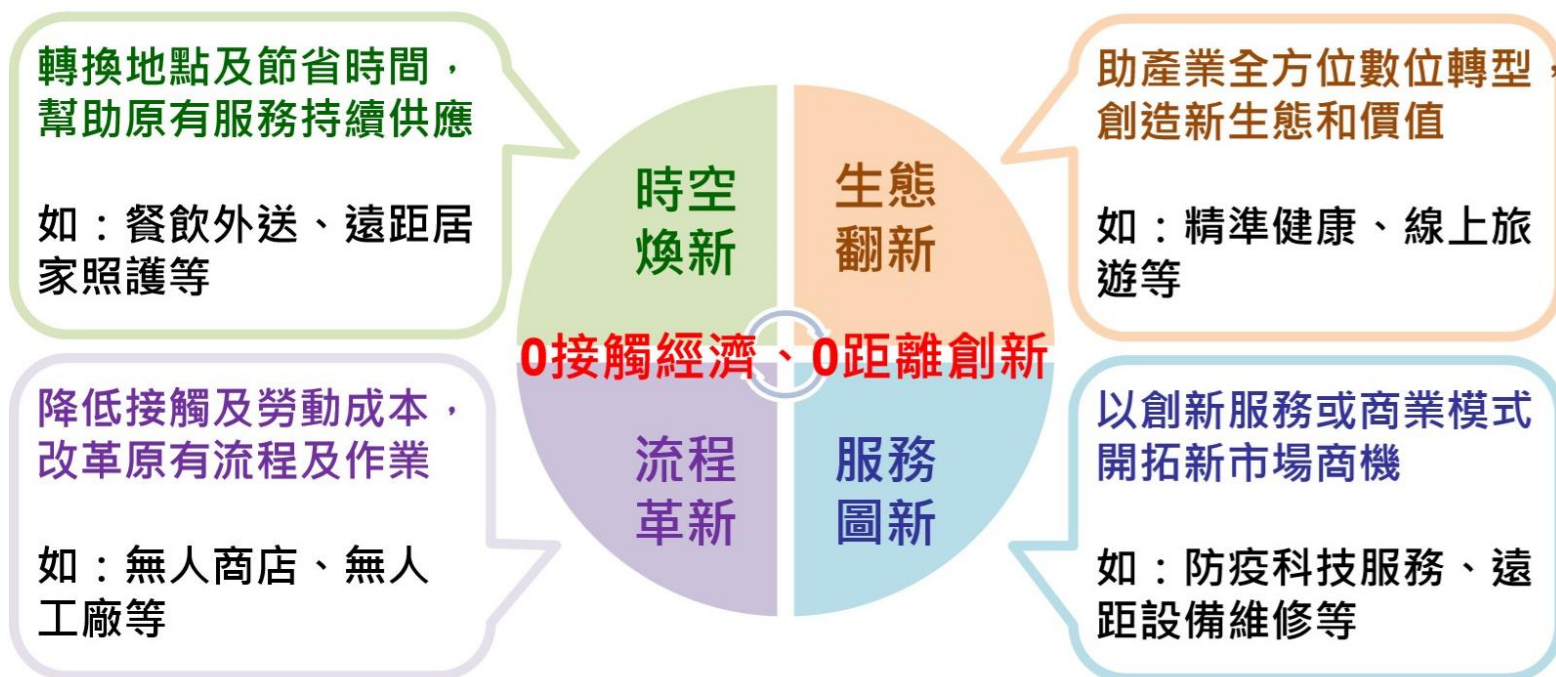 轉換地點及節省時間，
幫助原有服務持續供應
如：餐飲外送、遠距居
家照護等
時空
煥新
生態
翻新
助產業全方位數位轉型，
創造新生態和價值
如：精準健康、線上旅
遊等
0接觸經濟、0距離創新
降低接觸及勞動成本，
改革原有流程及作業
如：無人商店、無人
工廠等
流程
革新
服務
圖新
以創新服務或商業模式
開拓新市場商機
如：防疫科技服務、遠
距設備維修等